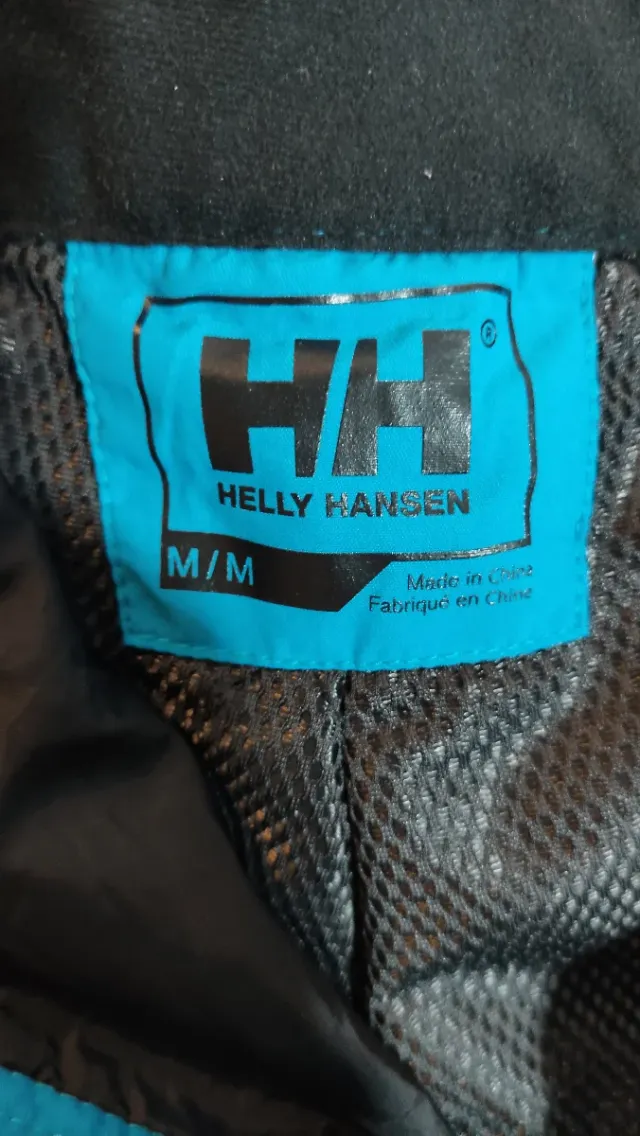 HH®
HELLY HANSEN
M/M
Made in China
Fabriqué en Chine